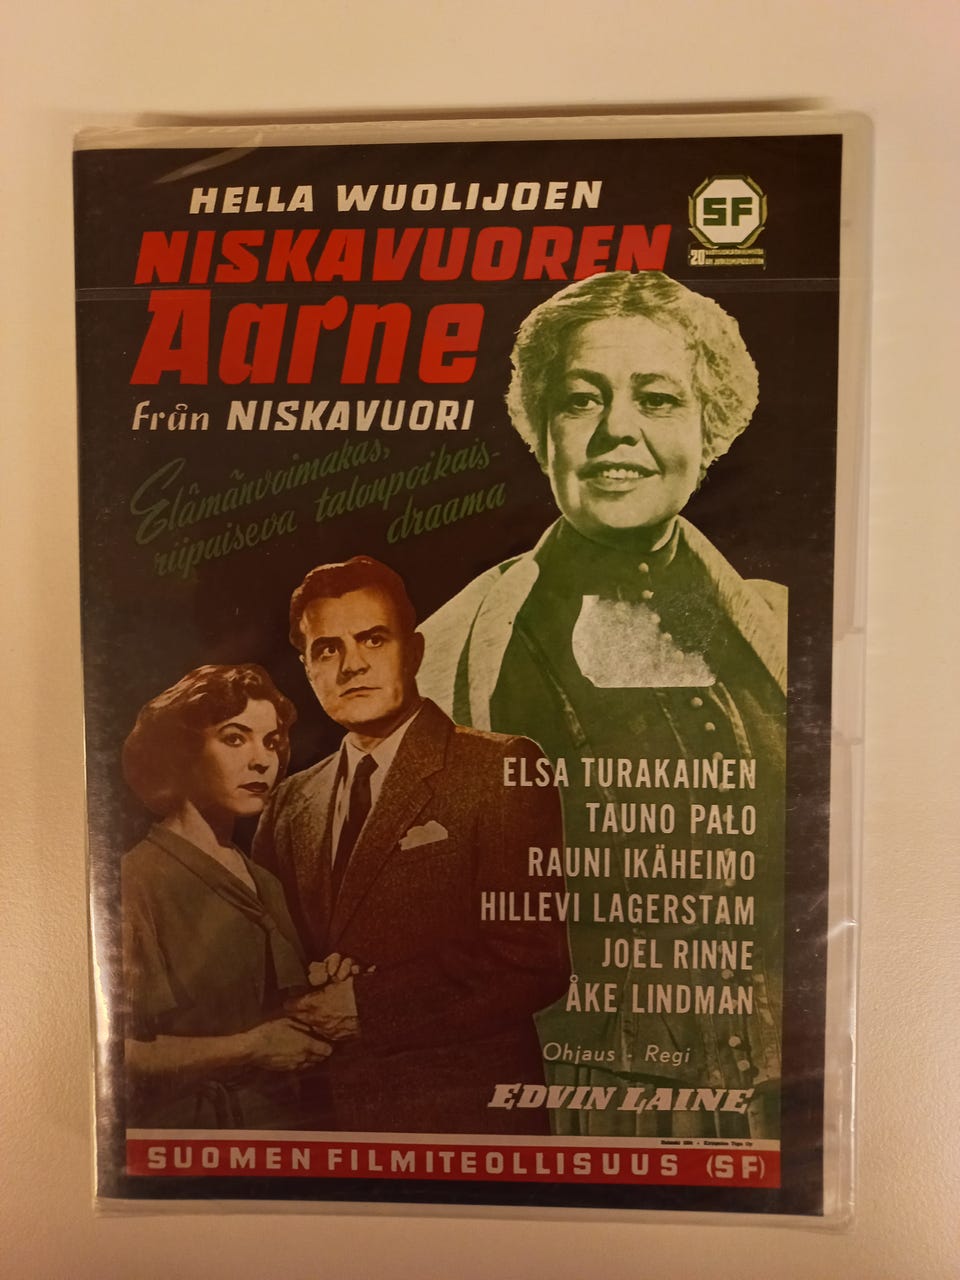 HELLA WUOLIJOEN
SF
20
NISKAVUOREN
Aarne
från NISKAVUORI
Elämänvoimakas,
riipaiseva talonpoikais-
draama
ELSA TURAKAINEN
TAUNO PALO
RAUNI IKÄHEIMO
HILLEVI LAGERSTAM
JOEL RINNE
ÅKE LINDMAN
Ohjaus - Regi
EDVIN LAINE
SUOMEN FILMITEOLLISUUS (SF)